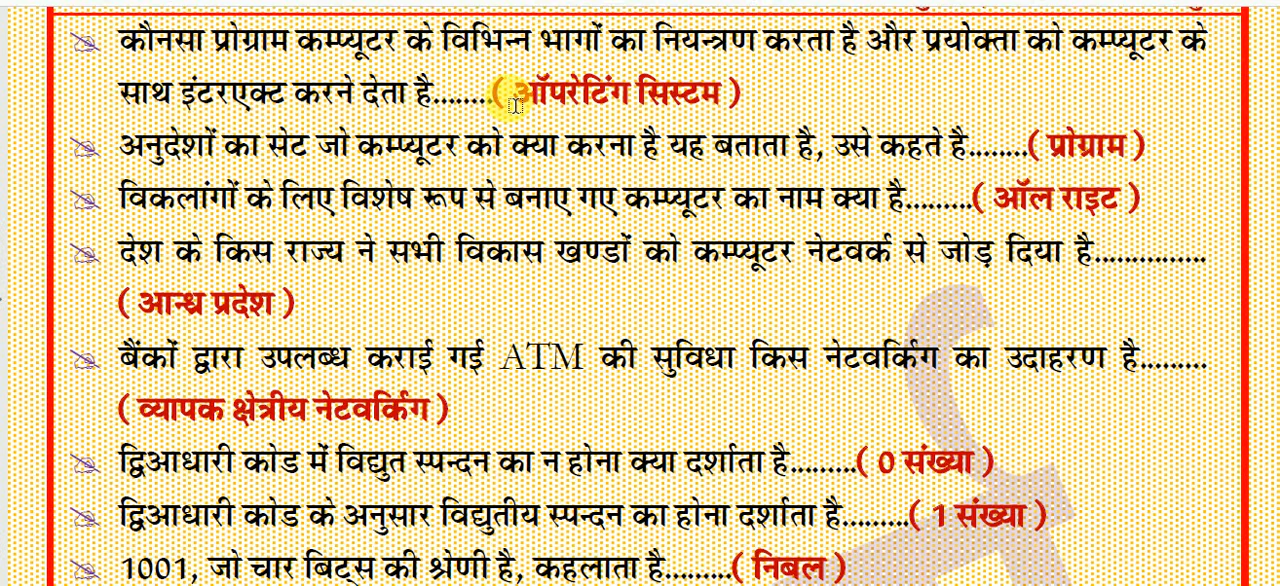 कौनसा प्रोग्राम कम्प्यूटर के विभिन्न भागों का नियन्त्रण करता है और प्रयोक्ता को कम्प्यूटर के
साथ इंटरएक्ट करने देता है........( ऑपरेटिंग सिस्टम )
अनुदेशों का सेट जो कम्प्यूटर को क्या करना है यह बताता है, उसे कहते है........( प्रोग्राम )
विकलांगों के लिए विशेष रूप से बनाए गए कम्प्यूटर का नाम क्या है.........( ऑल राइट )
देश के किस राज्य ने सभी विकास खण्डों को कम्प्यूटर नेटवर्क से जोड़ दिया है...............
( आन्ध्र प्रदेश )
बैंकों द्वारा उपलब्ध कराई गई ATM की सुविधा किस नेटवर्किग का उदाहरण है.........
( व्यापक क्षेत्रीय नेटवर्किग )
द्विआधारी कोड में विद्युत स्पन्दन का न होना क्या दर्शाता है.........( 0 संख्या )
द्विआधारी कोड के अनुसार विद्युतीय स्पन्दन का होना दर्शाता है.........( 1 संख्या )
1001, जो चार बिट्स की श्रेणी है, कहलाता है.........( निबल )